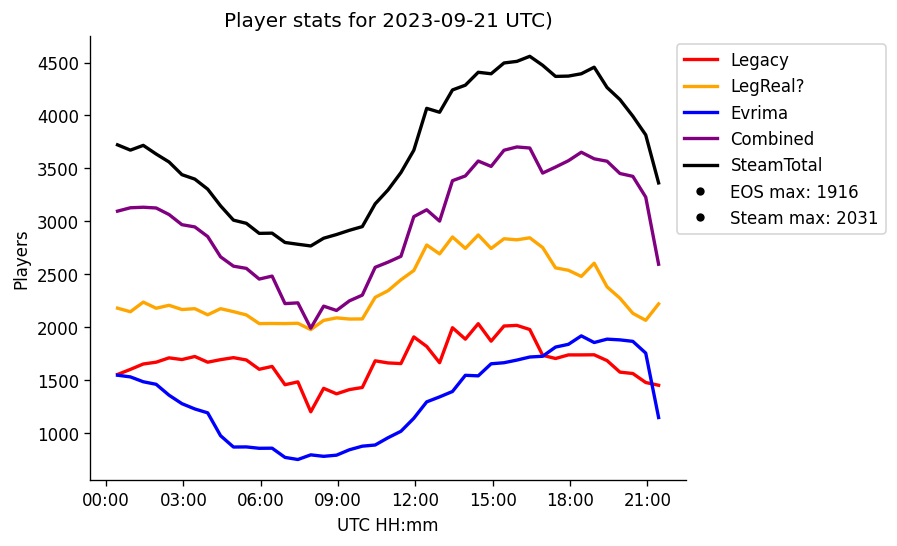 Player stats for 2023-09-21 UTC)
Players
4500
4000
3500
3000
2500
2000
1500
1000
00:00 03:00 06:00 09:00 12:00 15:00 18:00 21:00
UTC HH:mm
Legacy
LegReal?
Evrima
Combined
SteamTotal
EOS max: 1916
Steam max: 2031